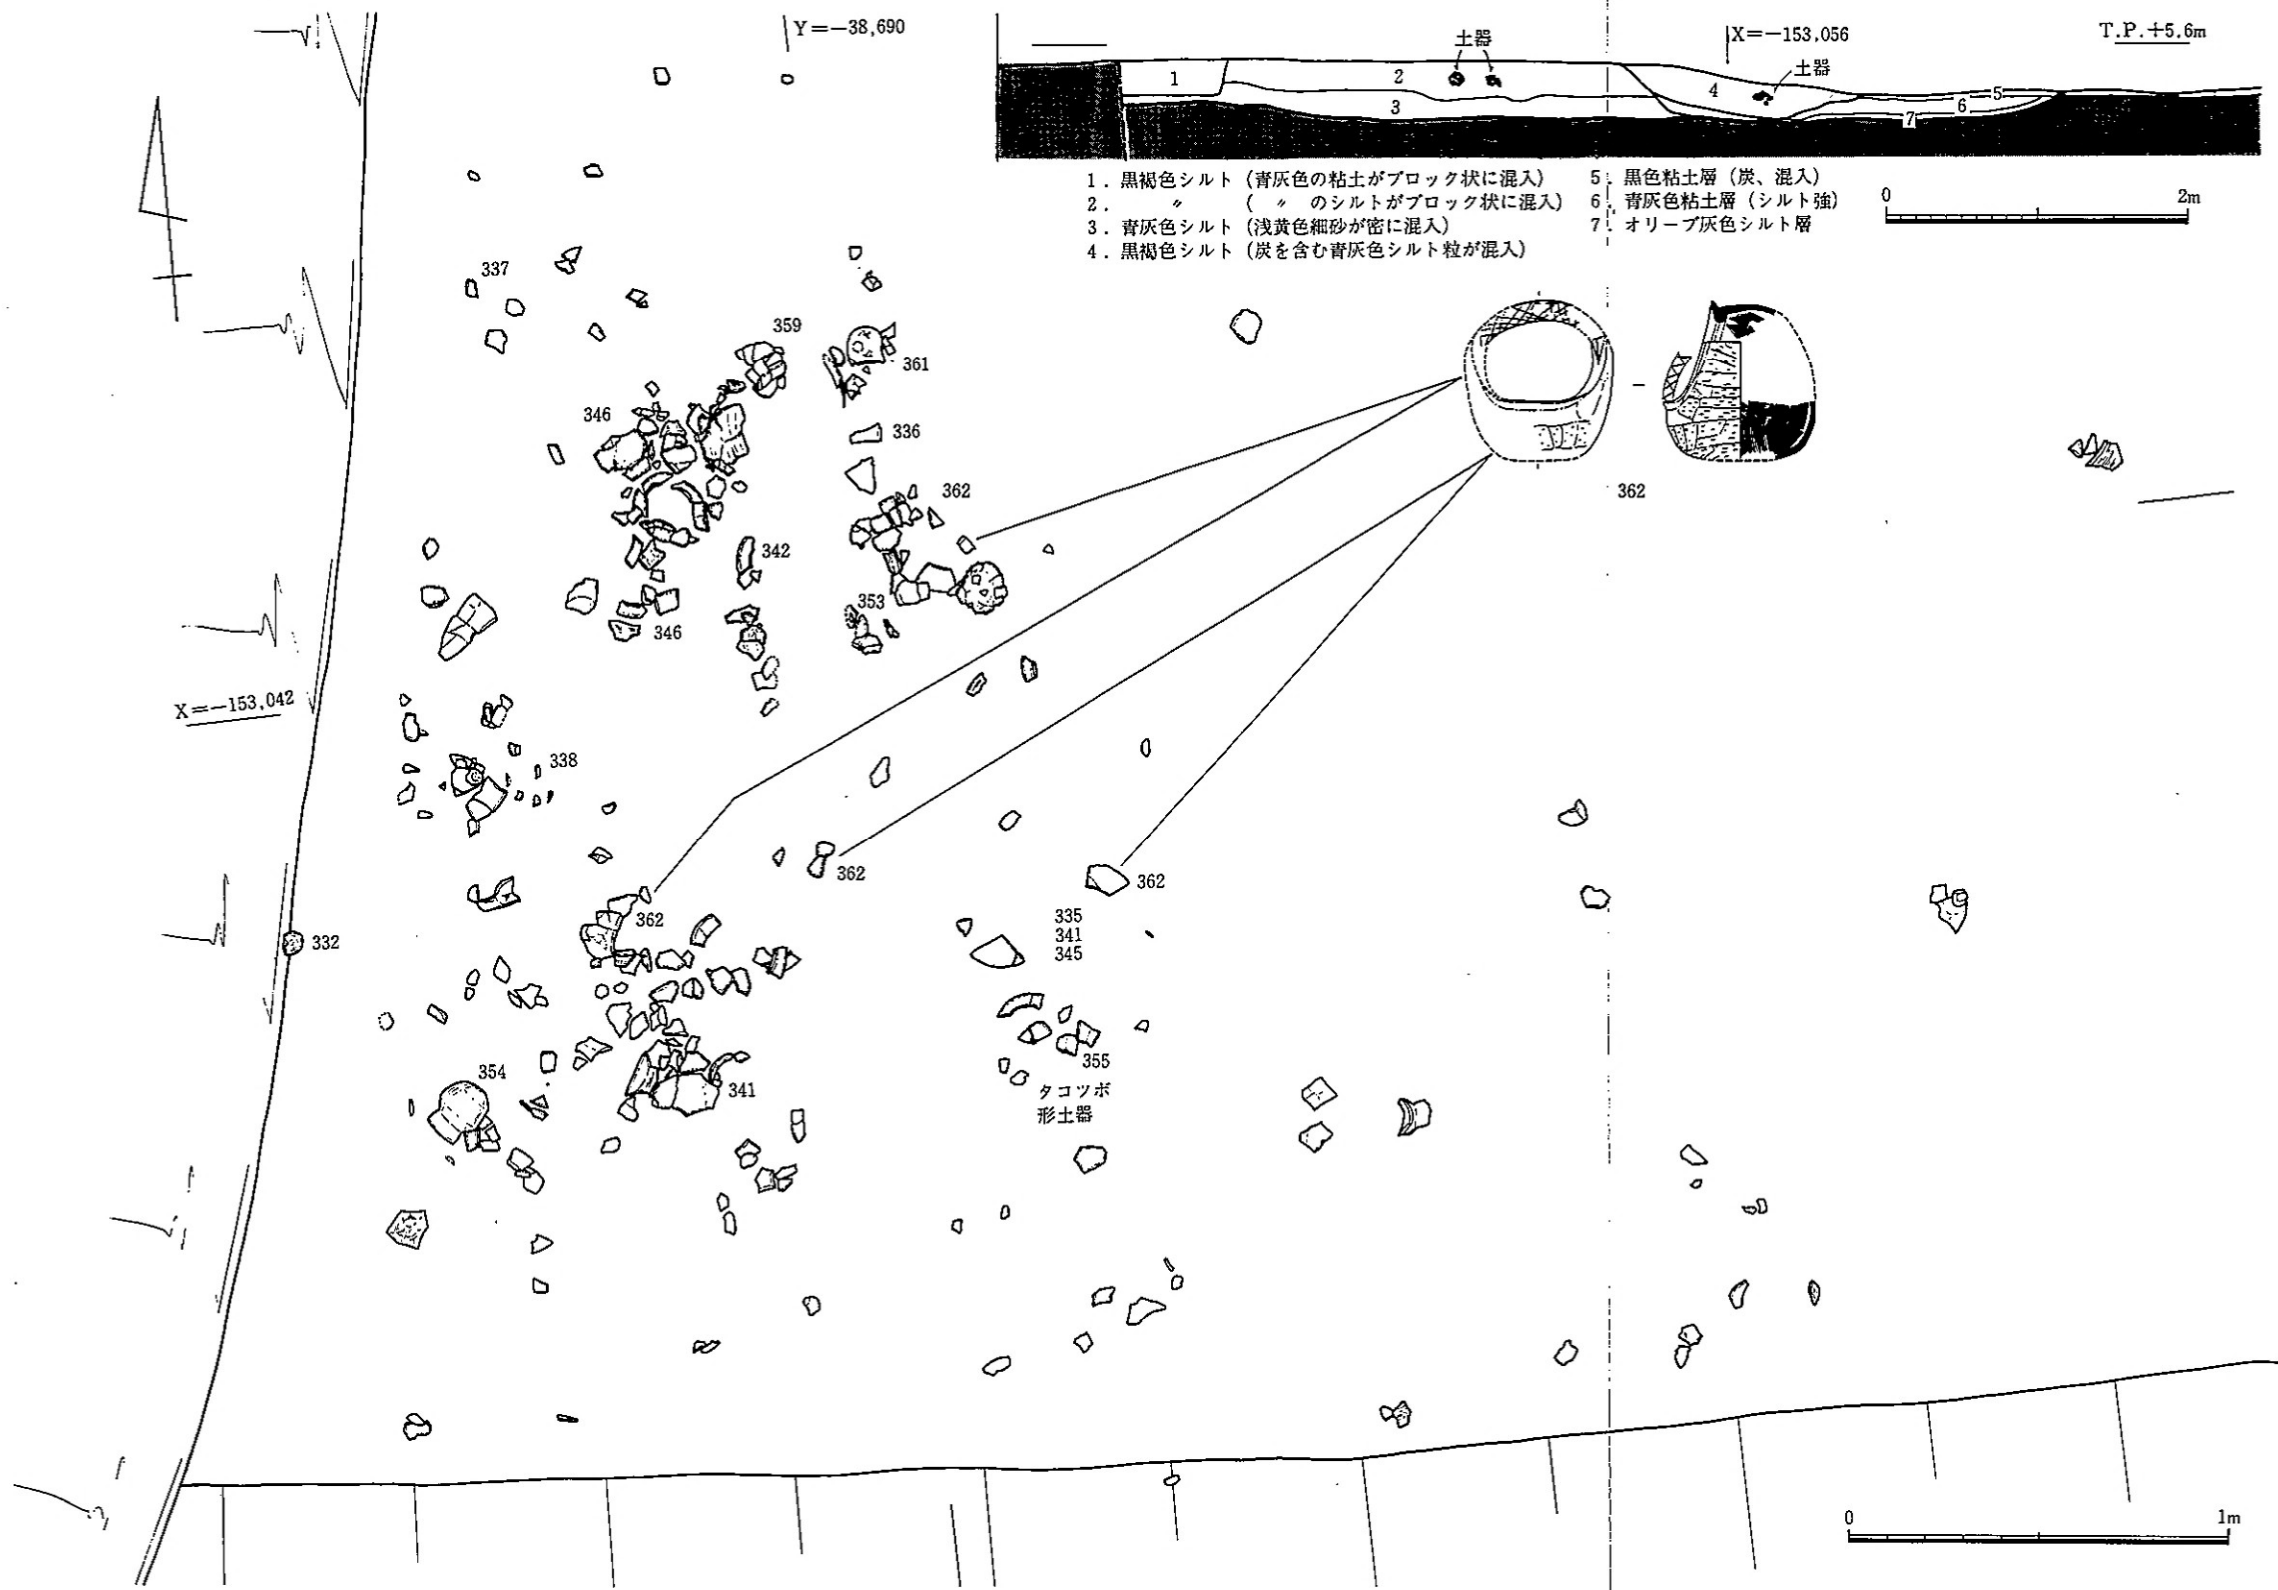 Y=−38,690
土器
X=−153,056
T.P.+5.6m
土器
1
2
3
4
5
6
7
1．黒褐色シルト（青灰色の粘土がブロック状に混入）
2．　〃　（　〃　のシルトがブロック状に混入）
3．青灰色シルト（浅黄色細砂が密に混入）
4．黒褐色シルト（炭を含む青灰色シルト粒が混入）
5．黒色粘土層（炭、混入）
6．青灰色粘土層（シルト強）
7．オリーブ灰色シルト層
0 2m
337
359
361
346
336
362
362
342
353
346
X=−153,042
338
362
362
362
335
341
345
332
355
タコツボ
形土器
354
341
0 1m